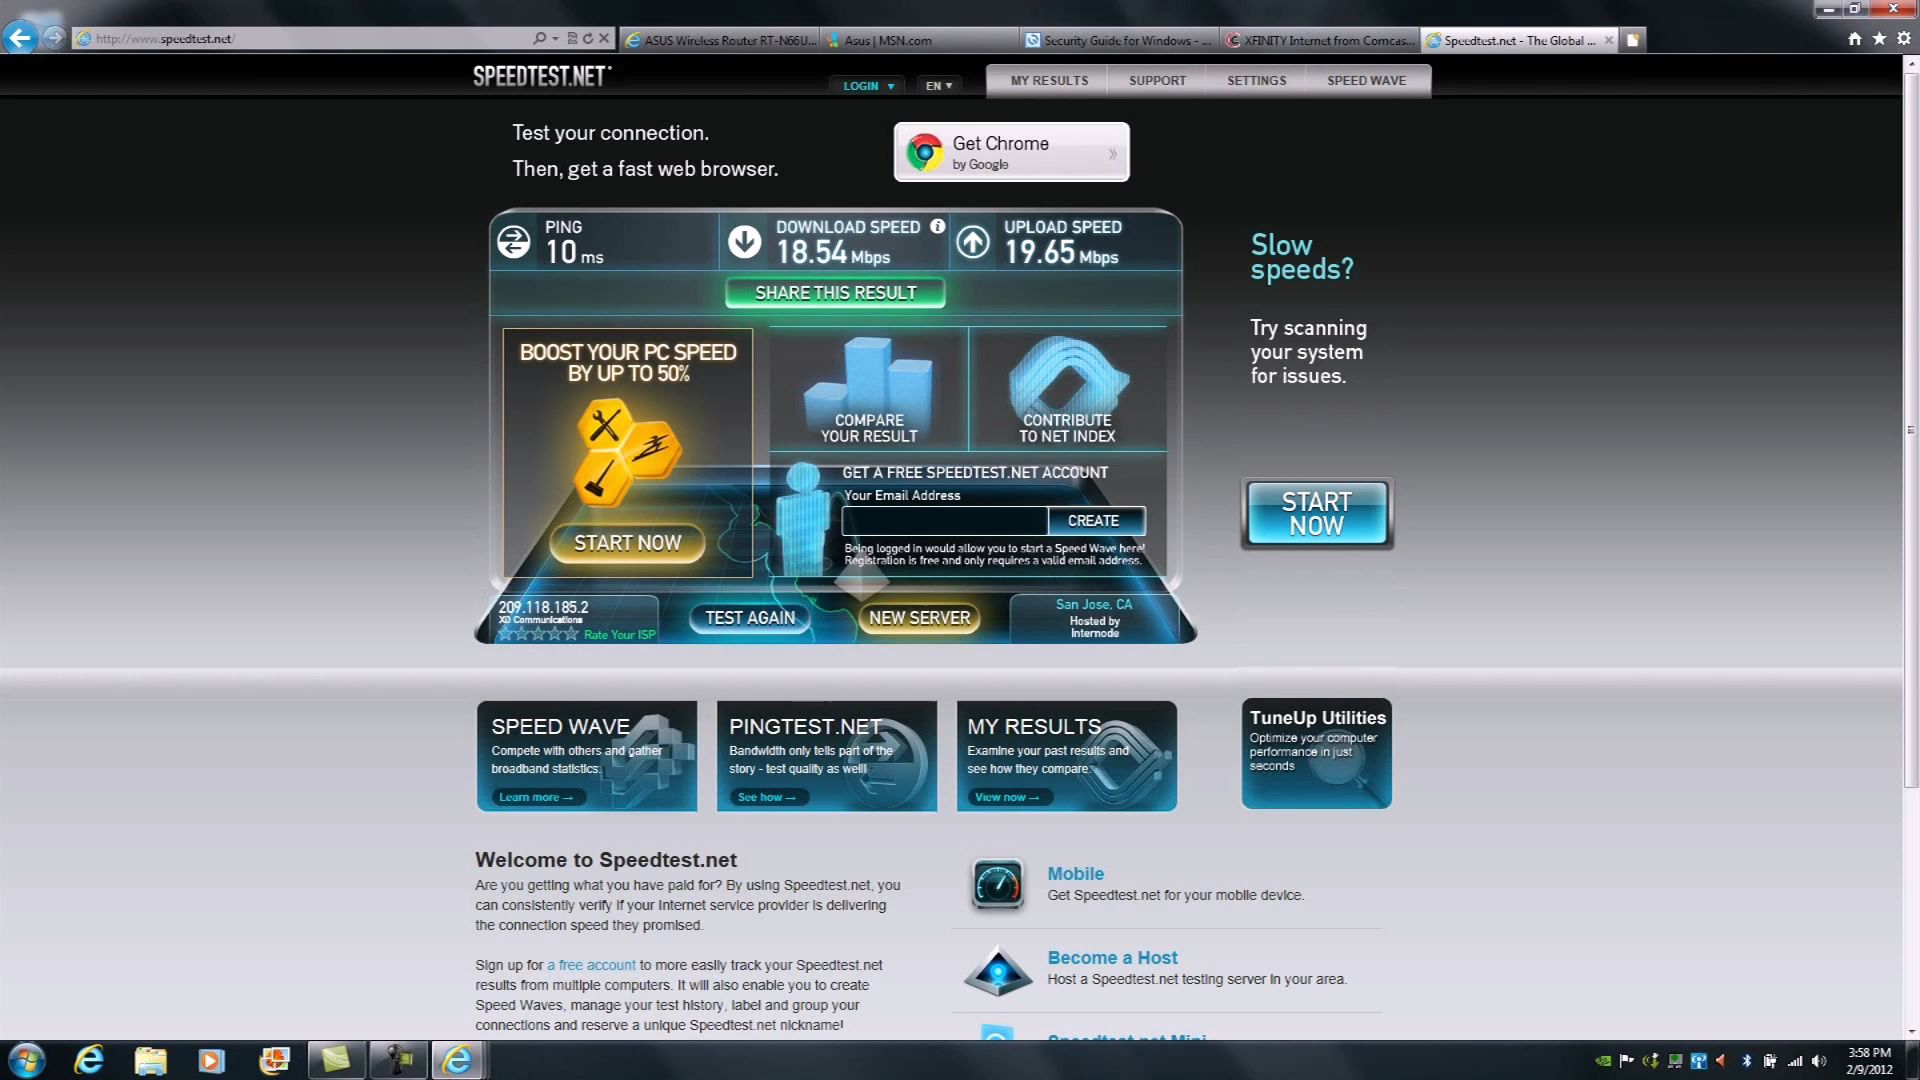 http://www.speedtest.net/
ASUS Wireless Router RT-N66U...
Asus | MSN.com
Security Guide for Windows - ...
XFINITY Internet from Comcas...
Speedtest.net - The Global ...
SPEEDTEST.NET
LOGIN
EN
MY RESULTS
SUPPORT
SETTINGS
SPEED WAVE
Test your connection.
Then, get a fast web browser.
Get Chrome
by Google
PING
10 ms
DOWNLOAD SPEED
18.54 Mbps
UPLOAD SPEED
19.65 Mbps
SHARE THIS RESULT
Slow
speeds?
Try scanning
your system
for issues.
START
NOW
BOOST YOUR PC SPEED
BY UP TO 50%
START NOW
COMPARE
YOUR RESULT
CONTRIBUTE
TO NET INDEX
GET A FREE SPEEDTEST.NET ACCOUNT
Your Email Address
CREATE
Being logged in would allow you to start a Speed Wave here!
Registration is free and only requires a valid email address.
209.118.185.2
XO Communications
Rate Your ISP
TEST AGAIN
NEW SERVER
San Jose, CA
Hosted by
Internode
SPEED WAVE
Compete with others and gather
broadband statistics.
Learn more →
PINGTEST.NET
Bandwidth only tells part of the
story - test quality as well!
See how →
MY RESULTS
Examine your past results and
see how they compare.
View now →
TuneUp Utilities
Optimize your computer
performance in just
seconds
Welcome to Speedtest.net
Are you getting what you have paid for? By using Speedtest.net, you
can consistently verify if your Internet service provider is delivering
the connection speed they promised.
Sign up for a free account to more easily track your Speedtest.net
results from multiple computers. It will also enable you to create
Speed Waves, manage your test history, label and group your
connections and reserve a unique Speedtest.net nickname!
Mobile
Get Speedtest.net for your mobile device.
Become a Host
Host a Speedtest.net testing server in your area.
Speedtest.net Mini
3:58 PM
2/9/2012